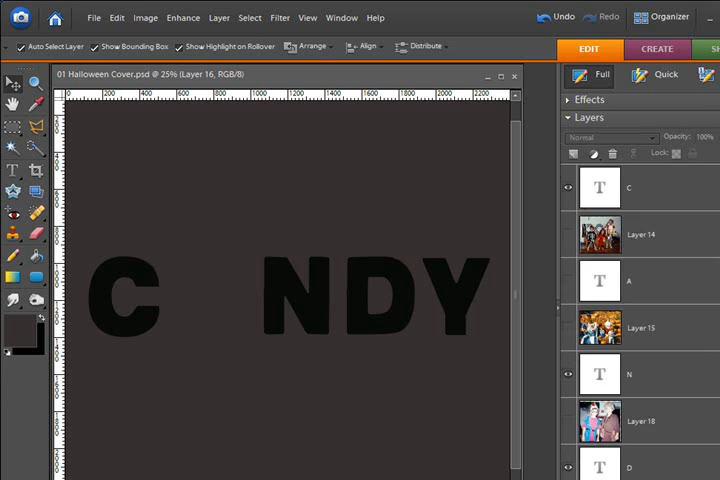 File Edit Image Enhance Layer Select Filter View Window Help Undo Redo Organizer
Auto Select Layer Show Bounding Box Show Highlight on Rollover Arrange Align Distribute EDIT CREATE SH
01 Halloween Cover.psd @ 25% (Layer 16, RGB/8)
Full Quick
Effects
Layers
Normal Opacity: 100%
Lock:
0 200 400 600 800 1000 1200 1400 1600 1800 2000 2200
T C
Layer 14
T A
C NDY
Layer 15
T N
Layer 18
T D